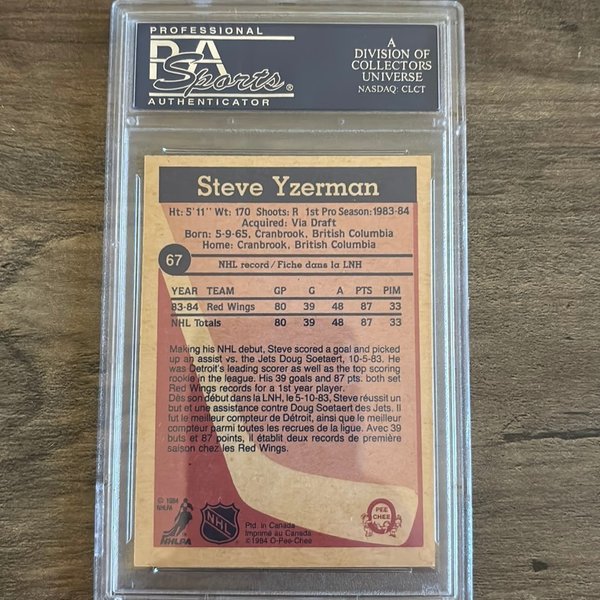 PROFESSIONAL
PSA
Sports®
AUTHENTICATOR
A
DIVISION OF
COLLECTORS
UNIVERSE
NASDAQ: CLCT
Steve Yzerman
Ht: 5'11" Wt: 170 Shoots: R 1st Pro Season: 1983-84
Acquired: Via Draft
Born: 5-9-65, Cranbrook, British Columbia
Home: Cranbrook, British Columbia
67
NHL record/Fiche dans la LNH
YEAR TEAM GP G A PTS PIM
83-84 Red Wings 80 39 48 87 33
NHL Totals 80 39 48 87 33
Making his NHL debut, Steve scored a goal and picked
up an assist vs. the Jets Doug Soetaert, 10-5-83. He
was Detroit's leading scorer as well as the top scoring
rookie in the league. His 39 goals and 87 pts. both set
Red Wings records for a 1st year player.
Dès son début dans la LNH, le 5-10-83, Steve réussit un
but et une assistance contre Doug Soetaert des Jets. Il
fut le meilleur compteur de Détroit, ainsi que le meilleur
compteur parmi toutes les recrues de la ligue. Avec 39
buts et 87 points, il établit deux records de première
saison chez les Red Wings.
© 1984
NHLPA
NHLPA
NHL
Ptd. in Canada
Imprimé au Canada
©1984 O-Pee-Chee
O
PEE
CHEE